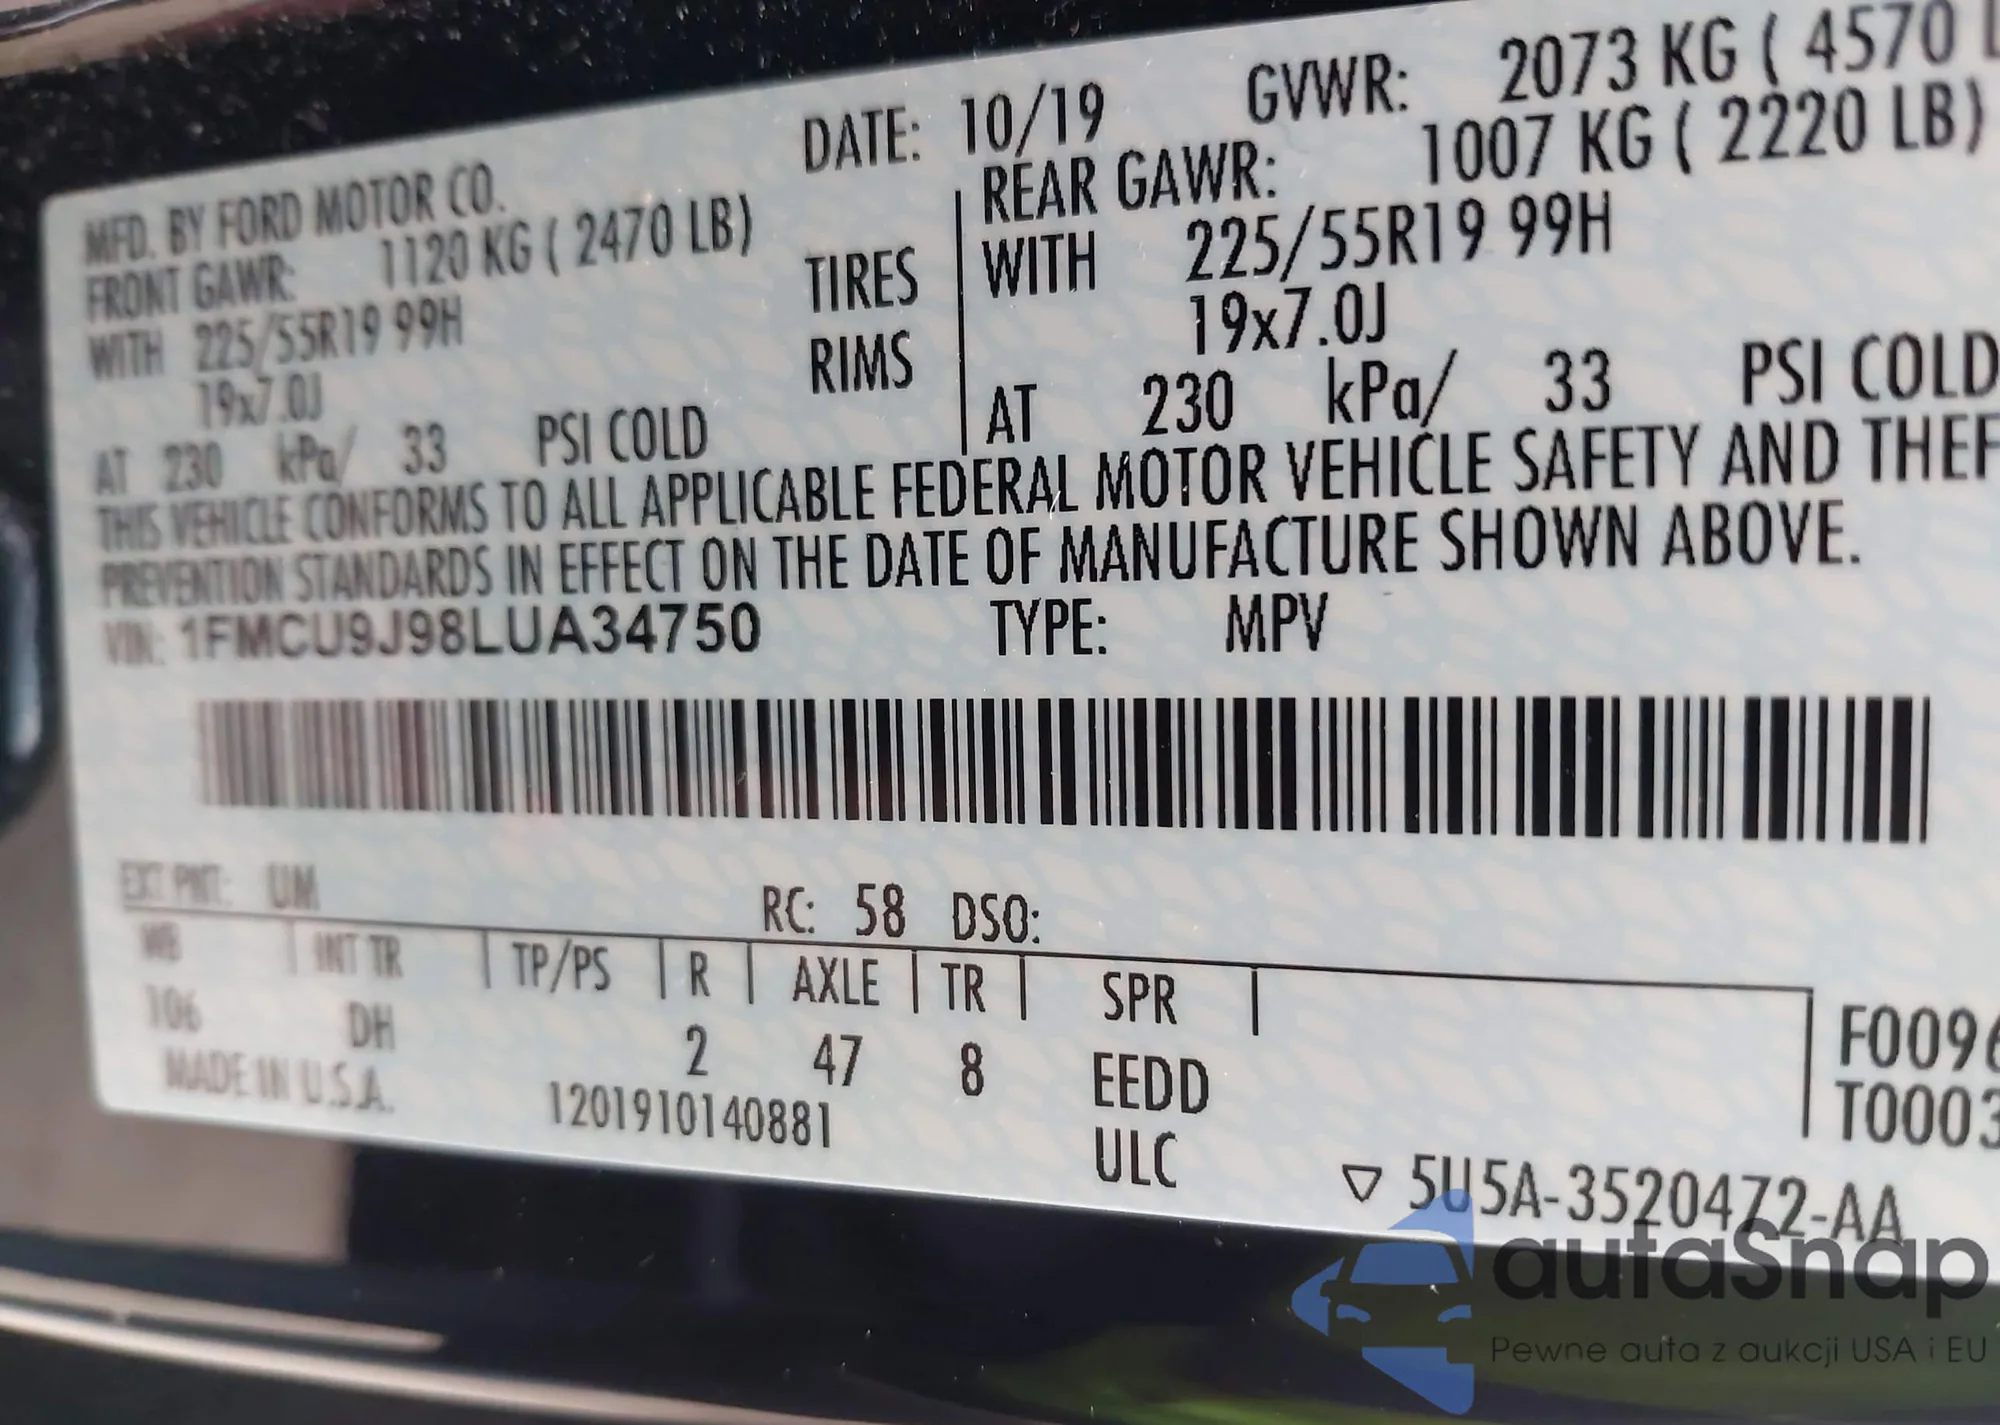 MFD. BY FORD MOTOR CO. DATE: 10/19 GVWR: 2073 KG ( 4570 L
FRONT GAWR: 1120 KG ( 2470 LB) REAR GAWR: 1007 KG ( 2220 LB)
WITH 225/55R19 99H TIRES WITH 225/55R19 99H
19x7.0J RIMS 19x7.0J
AT 230 kPa/ 33 PSI COLD AT 230 kPa/ 33 PSI COLD
THIS VEHICLE CONFORMS TO ALL APPLICABLE FEDERAL MOTOR VEHICLE SAFETY AND THEF
PREVENTION STANDARDS IN EFFECT ON THE DATE OF MANUFACTURE SHOWN ABOVE.
VIN: 1FMCU9J98LUA34750 TYPE: MPV
EXT PNT: UM RC: 58 DSO:
WB | INT TR | TP/PS | R | AXLE | TR | SPR |
106 DH 2 47 8 EEDD
F0096
T0003
MADE IN U.S.A. 1201910140881 ULC
▽ 5U5A-3520472-AA
autaSnap
Pewne auta z aukcji USA i EU